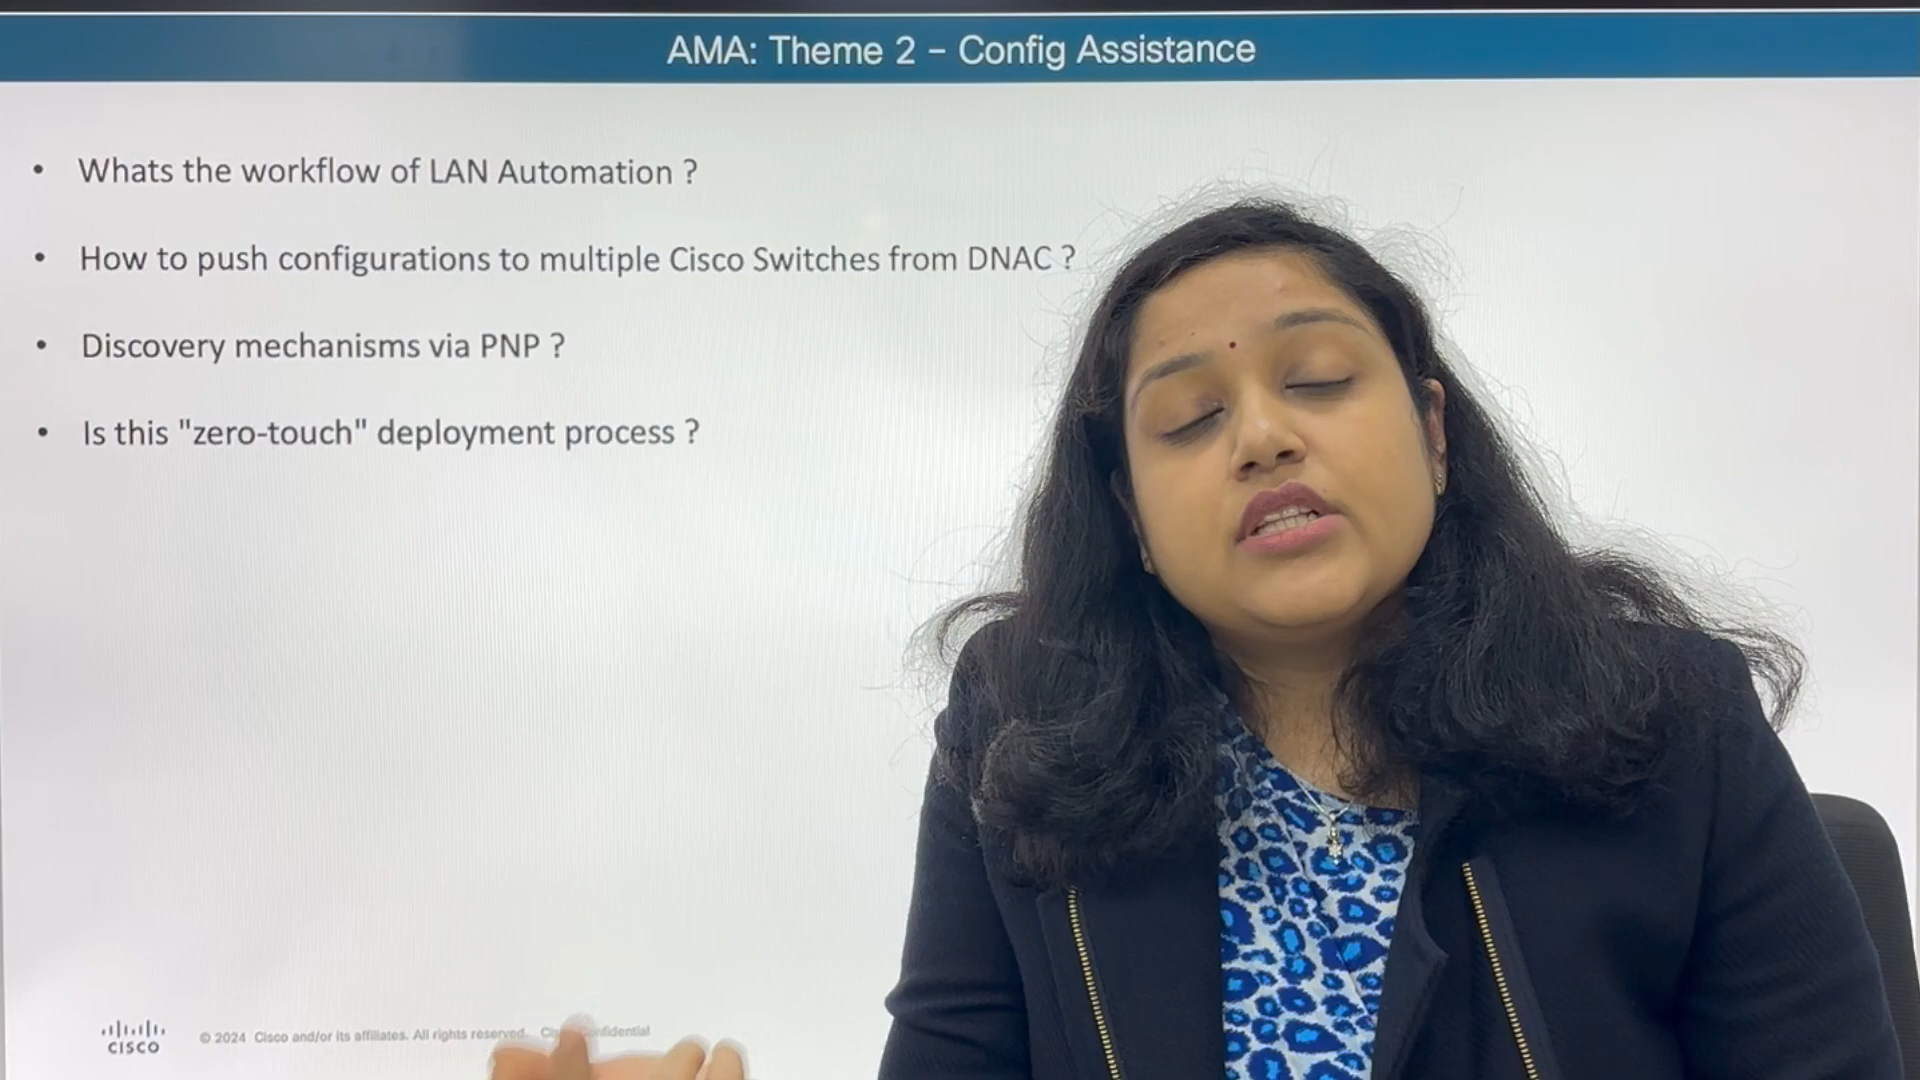 AMA: Theme 2 – Config Assistance
• Whats the workflow of LAN Automation ?
• How to push configurations to multiple Cisco Switches from DNAC ?
• Discovery mechanisms via PNP ?
• Is this "zero-touch" deployment process ?
CISCO
© 2024 Cisco and/or its affiliates. All rights reserved.